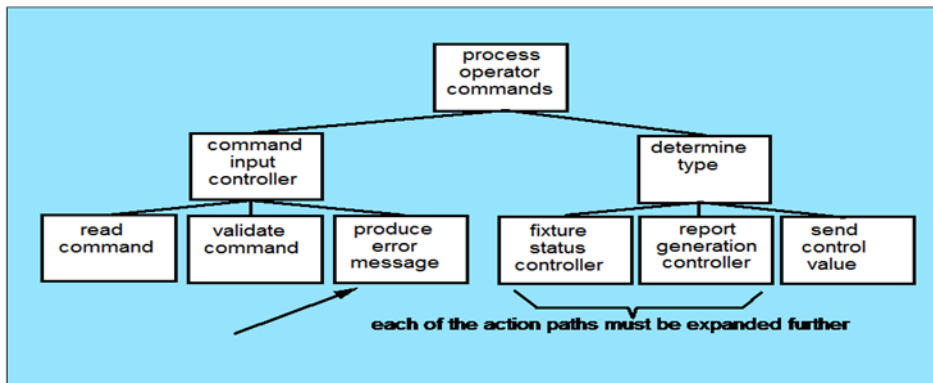 process
operator
commands
command
input
controller
determine
type
read
command
validate
command
produce
error
message
fixture
status
controller
report
generation
controller
send
control
value
each of the action paths must be expanded further